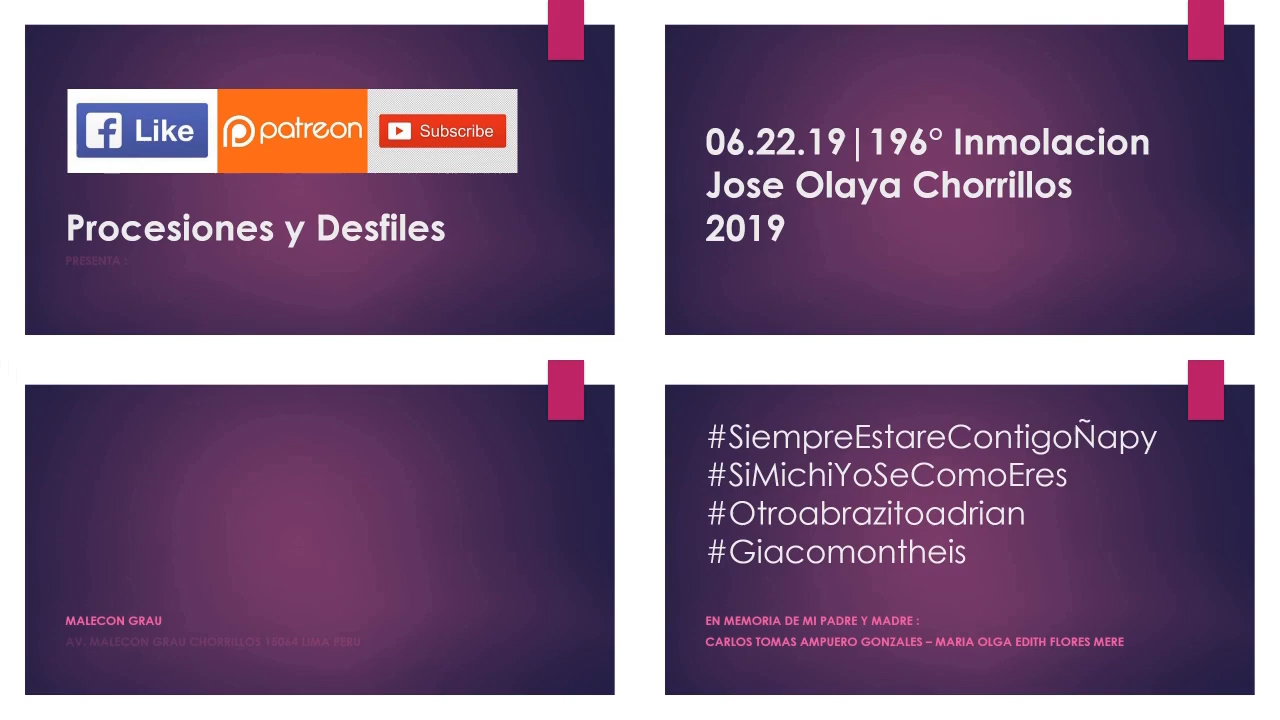 Like
patreon
Subscribe
Procesiones y Desfiles
PRESENTA :
06.22.19|196° Inmolacion
Jose Olaya Chorrillos
2019
MALECON GRAU
AV. MALECON GRAU CHORRILLOS 15064 LIMA PERU
#SiempreEstareContigoÑapy
#SiMichiYoSeComoEres
#Otroabrazitoadrian
#Giacomontheis
EN MEMORIA DE MI PADRE Y MADRE :
CARLOS TOMAS AMPUERO GONZALES – MARIA OLGA EDITH FLORES MERE